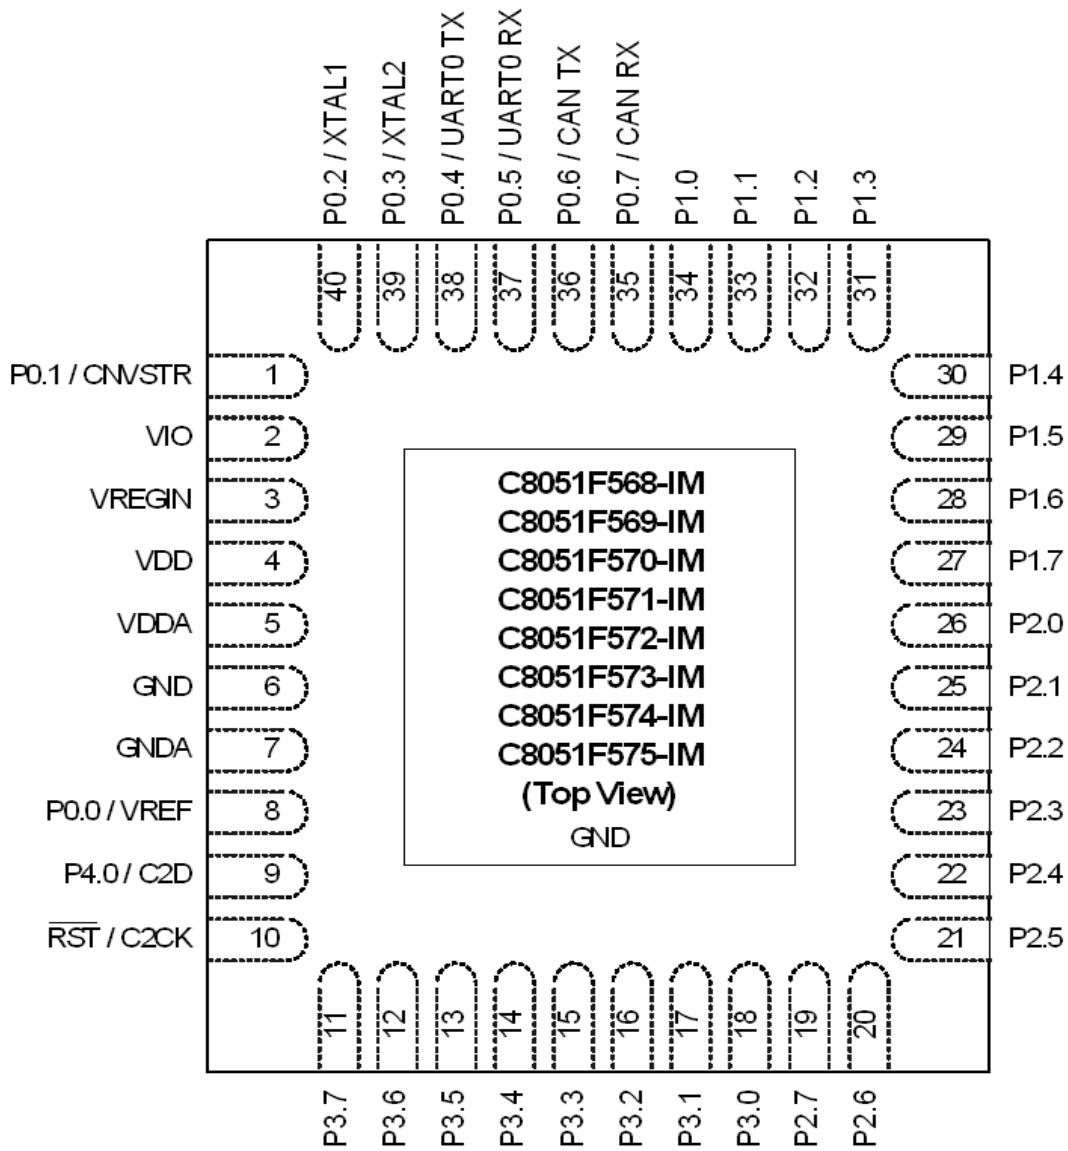 P0.2 / XTAL1
P0.3 / XTAL2
P0.4 / UART0 TX
P0.5 / UART0 RX
P0.6 / CAN TX
P0.7 / CAN RX
P1.0
P1.1
P1.2
P1.3
40
39
38
37
36
35
34
33
32
31
P0.1 / CNVSTR 1
VIO 2
VREGIN 3
VDD 4
VDDA 5
GND 6
GNDA 7
P0.0 / VREF 8
P4.0 / C2D 9
RST / C2CK 10
C8051F568-IM
C8051F569-IM
C8051F570-IM
C8051F571-IM
C8051F572-IM
C8051F573-IM
C8051F574-IM
C8051F575-IM
(Top View)
GND
30 P1.4
29 P1.5
28 P1.6
27 P1.7
26 P2.0
25 P2.1
24 P2.2
23 P2.3
22 P2.4
21 P2.5
11
12
13
14
15
16
17
18
19
20
P3.7
P3.6
P3.5
P3.4
P3.3
P3.2
P3.1
P3.0
P2.7
P2.6